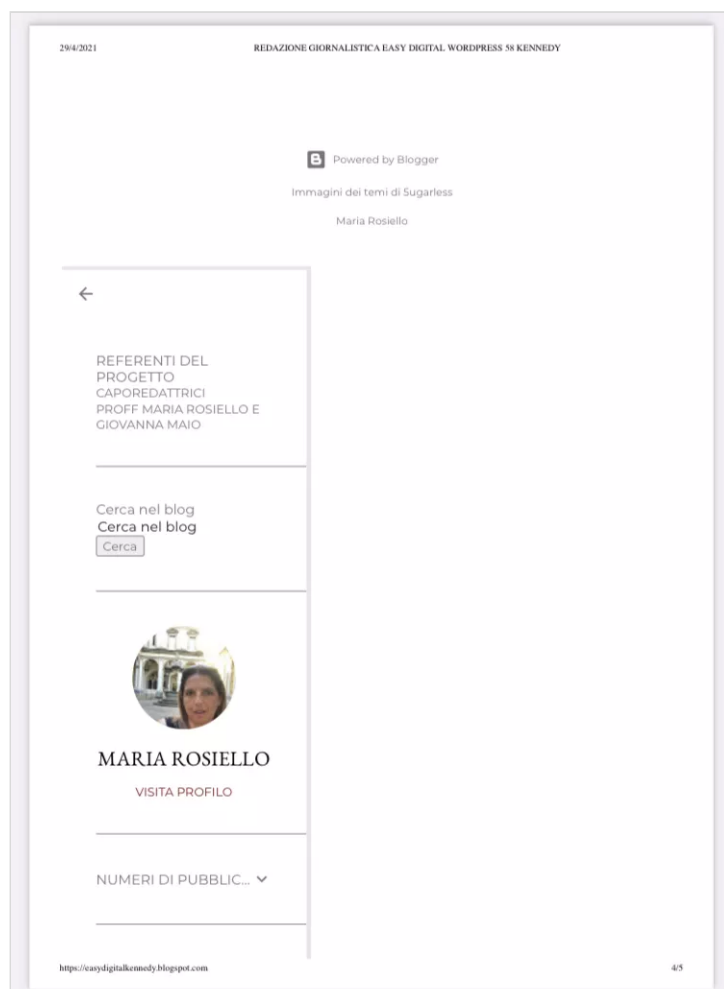 29/4/2021 REDAZIONE GIORNALISTICA EASY DIGITAL WORDPRESS 58 KENNEDY
Powered by Blogger
Immagini dei temi di Sugarless
Maria Rosiello
REFERENTI DEL
PROGETTO
CAPOREDATTRICI
PROFF MARIA ROSIELLO E
GIOVANNA MAIO
Cerca nel blog
Cerca nel blog
Cerca
MARIA ROSIELLO
VISITA PROFILO
NUMERI DI PUBBLIC...
https://easydigitalkennedy.blogspot.com 4/5